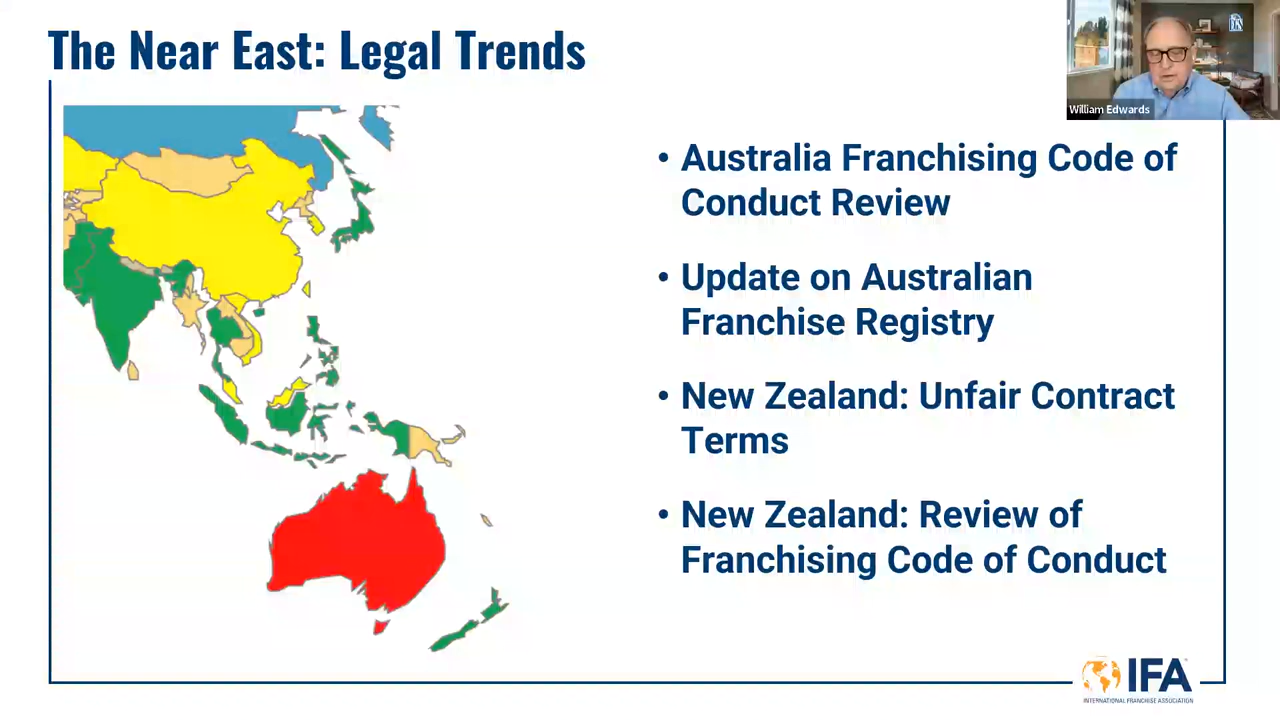 The Near East: Legal Trends
William Edwards
• Australia Franchising Code of
Conduct Review
• Update on Australian
Franchise Registry
• New Zealand: Unfair Contract
Terms
• New Zealand: Review of
Franchising Code of Conduct
IFA
INTERNATIONAL FRANCHISE ASSOCIATION